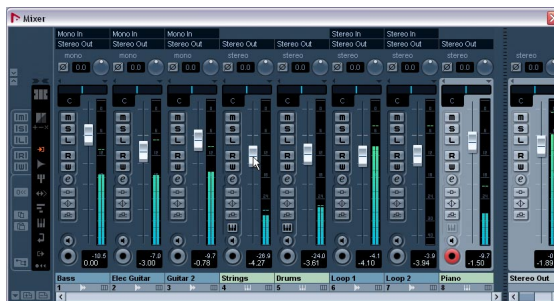 Mixer
Mono In Mono In Mono In Stereo In Stereo In
Stereo Out Stereo Out Stereo Out Stereo Out Stereo Out Stereo Out Stereo Out Stereo Out
mono mono mono stereo stereo stereo stereo stereo stereo
0.0 0.0 0.0 0.0 0.0 0.0 0.0 0.0 0.0
C C C C C C C C C
m m m m m m m m m
S S S S S S S S S
L L L L L L L L L
R R R R R R R R R
W W W W W W W W W
e e e e e e e e e
-10.5 -7.0 -9.7 -26.9 -24.0 -4.1 -3.9 -9.7
0.00 -3.00 -0.78 -4.27 -3.61 -4.10 -3.94 -1.50 -1.89
Bass Elec Guitar Guitar 2 Strings Drums Loop 1 Loop 2 Piano Stereo Out
1 2 3 4 5 6 7 8